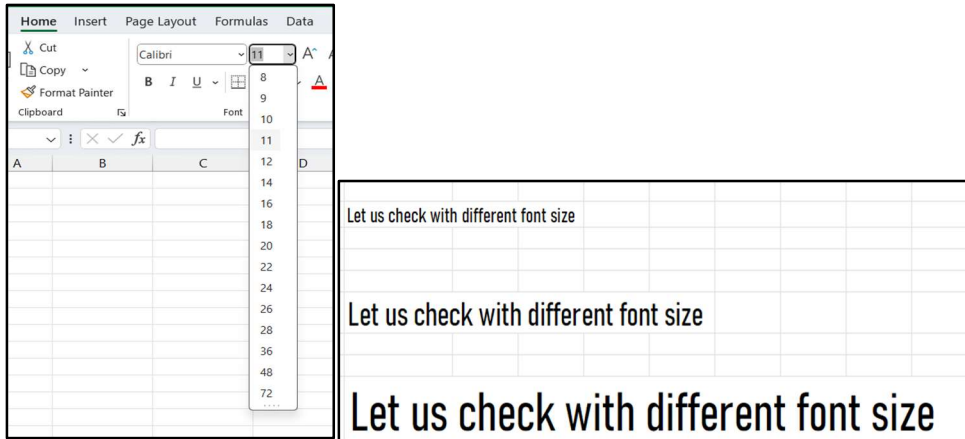 Home Insert Page Layout Formulas Data
Cut
Copy
Format Painter
Clipboard
Calibri 11 A^
B I U A
Font
8
9
10
11
12
14
16
18
20
22
24
26
28
36
48
72
fx
A B C D
Let us check with different font size
Let us check with different font size
Let us check with different font size